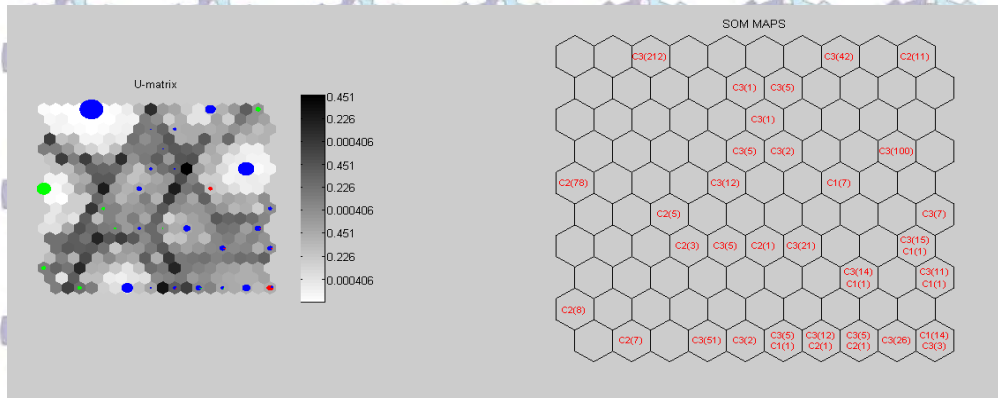 SOM MAPS
U-matrix
0.451
0.226
0.000406
0.451
0.226
0.000406
0.451
0.226
0.000406
C3(212) C3(42) C2(11)
C3(1) C3(5)
C3(1)
C3(5) C3(2) C3(100)
C2(78) C3(12) C1(7)
C2(5) C3(7)
C2(3) C3(5) C2(1) C3(21) C3(15)
C1(1)
C3(14) C3(11)
C1(1) C1(1)
C2(8)
C2(7) C3(51) C3(2) C3(5) C3(12) C3(5) C3(26) C1(14)
C1(1) C2(1) C2(1) C3(3)